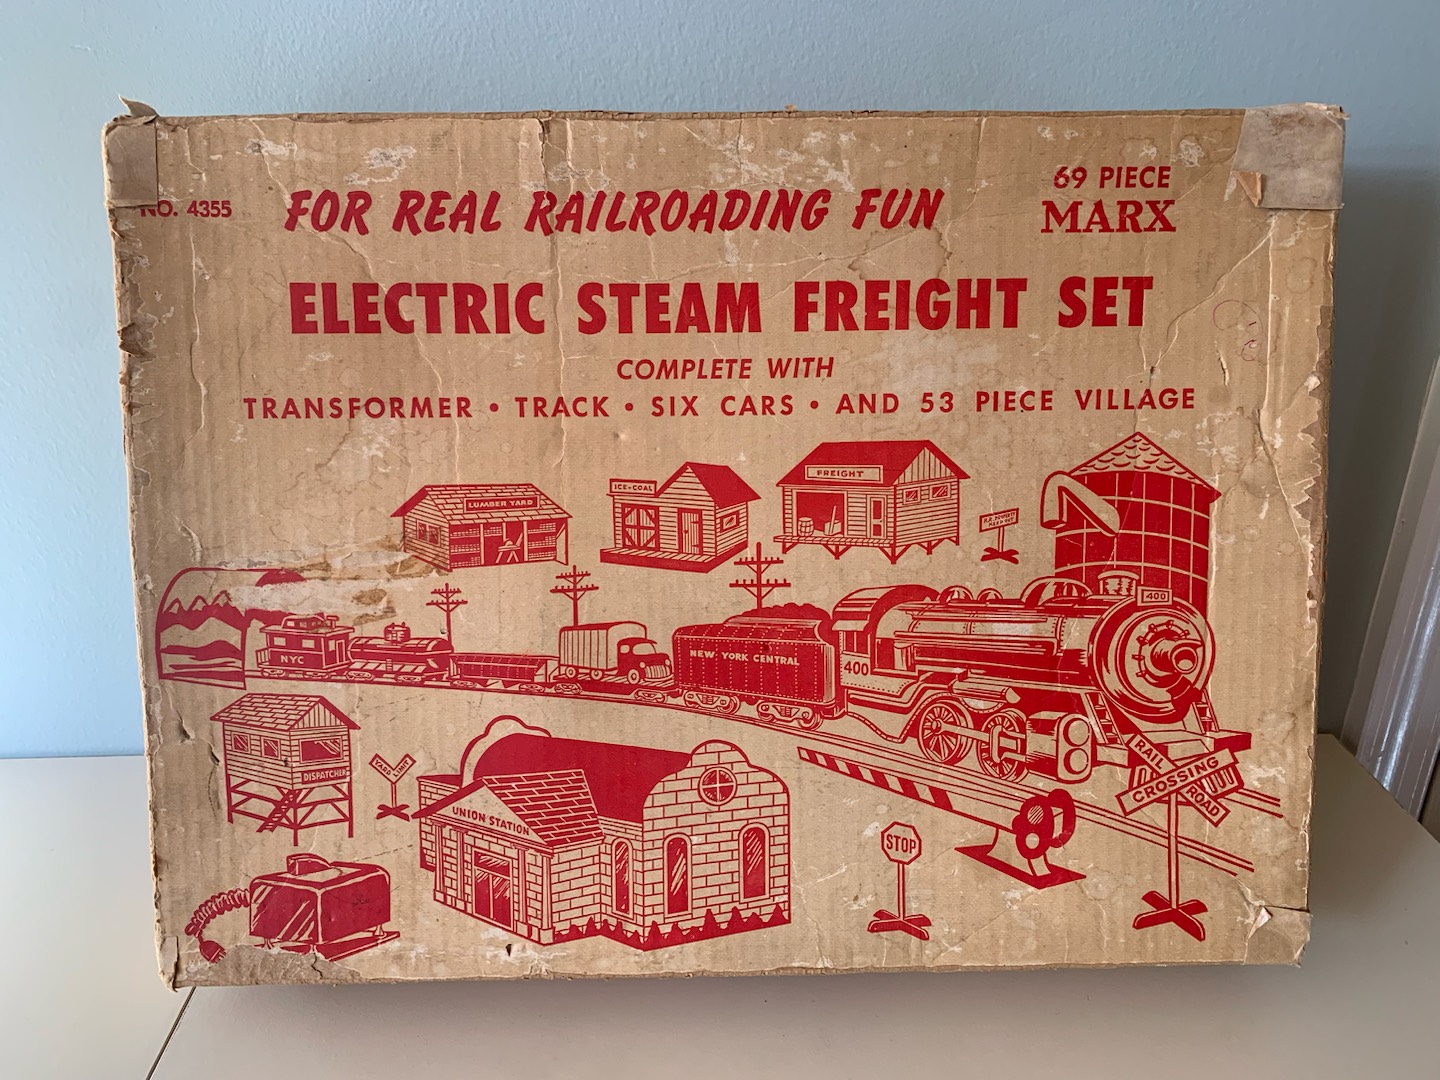 NO. 4355
FOR REAL RAILROADING FUN
69 PIECE
MARX
ELECTRIC STEAM FREIGHT SET
COMPLETE WITH
TRANSFORMER • TRACK • SIX CARS • AND 53 PIECE VILLAGE
LUMBER YARD
ICE-COAL
FREIGHT
400
NYC
NEW YORK CENTRAL
400
DISPATCHER
YARD LIMIT
UNION STATION
STOP
RAIL
CROSSING
ROAD